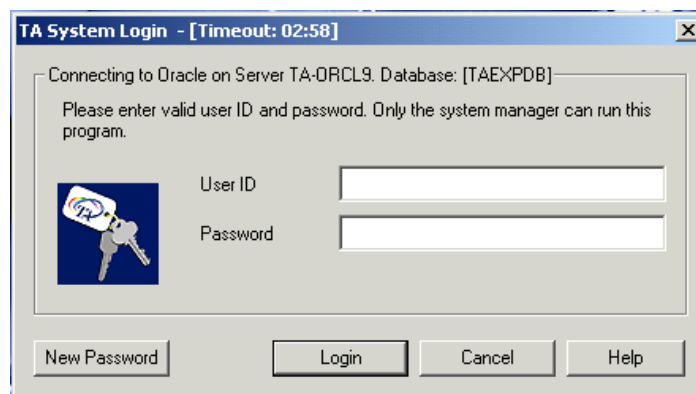 TA System Login - [Timeout: 02:58]
Connecting to Oracle on Server TA-ORCL9. Database: [TAEXPDB]
Please enter valid user ID and password. Only the system manager can run this
program.
TA
User ID
Password
New Password
Login
Cancel
Help